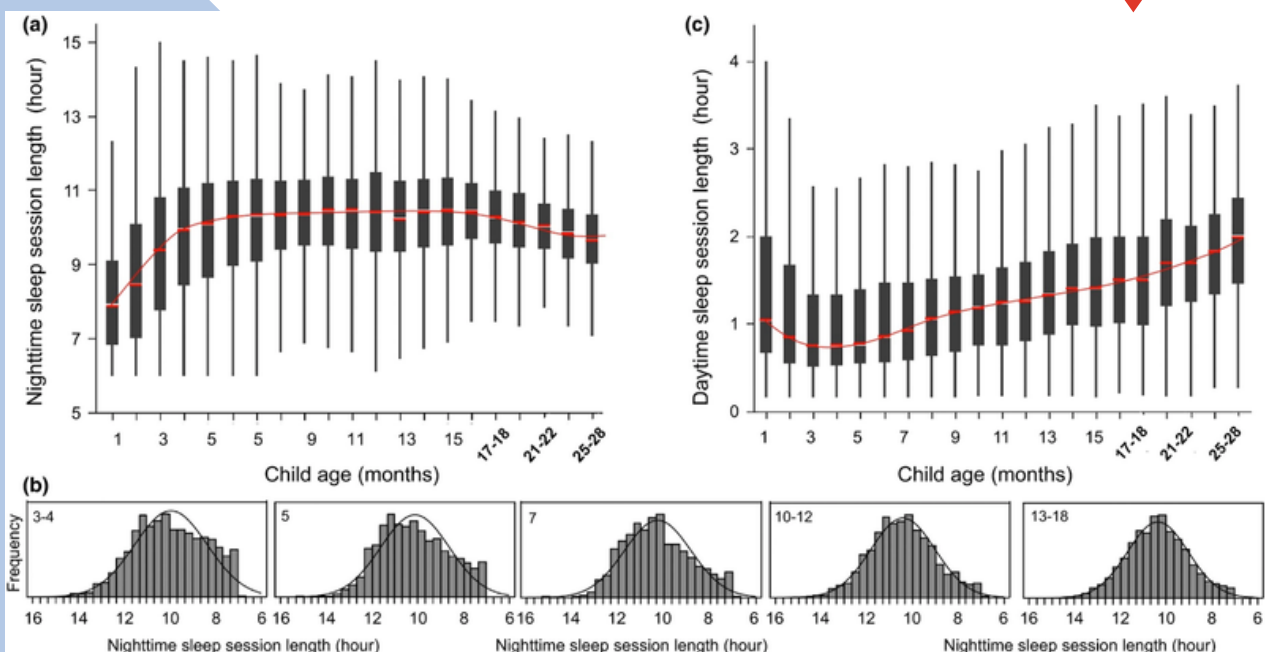 (a)
Nighttime sleep session length (hour)
15
13
11
9
7
5
1 3 5 5 9 11 13 15 17-18 21-22 25-28
Child age (months)
(c)
Daytime sleep session length (hour)
4
3
2
1
0
1 3 5 7 9 11 13 15 17-18 21-22 25-28
Child age (months)
(b)
Frequency
3-4
5
7
10-12
13-18
16 14 12 10 8 6
16 14 12 10 8 6
16 12 10 8 6
14 12 10 8 6
16 14 12 10 8 6
Nighttime sleep session length (hour)
Nighttime sleep session length (hour)
Nighttime sleep session length (hour)